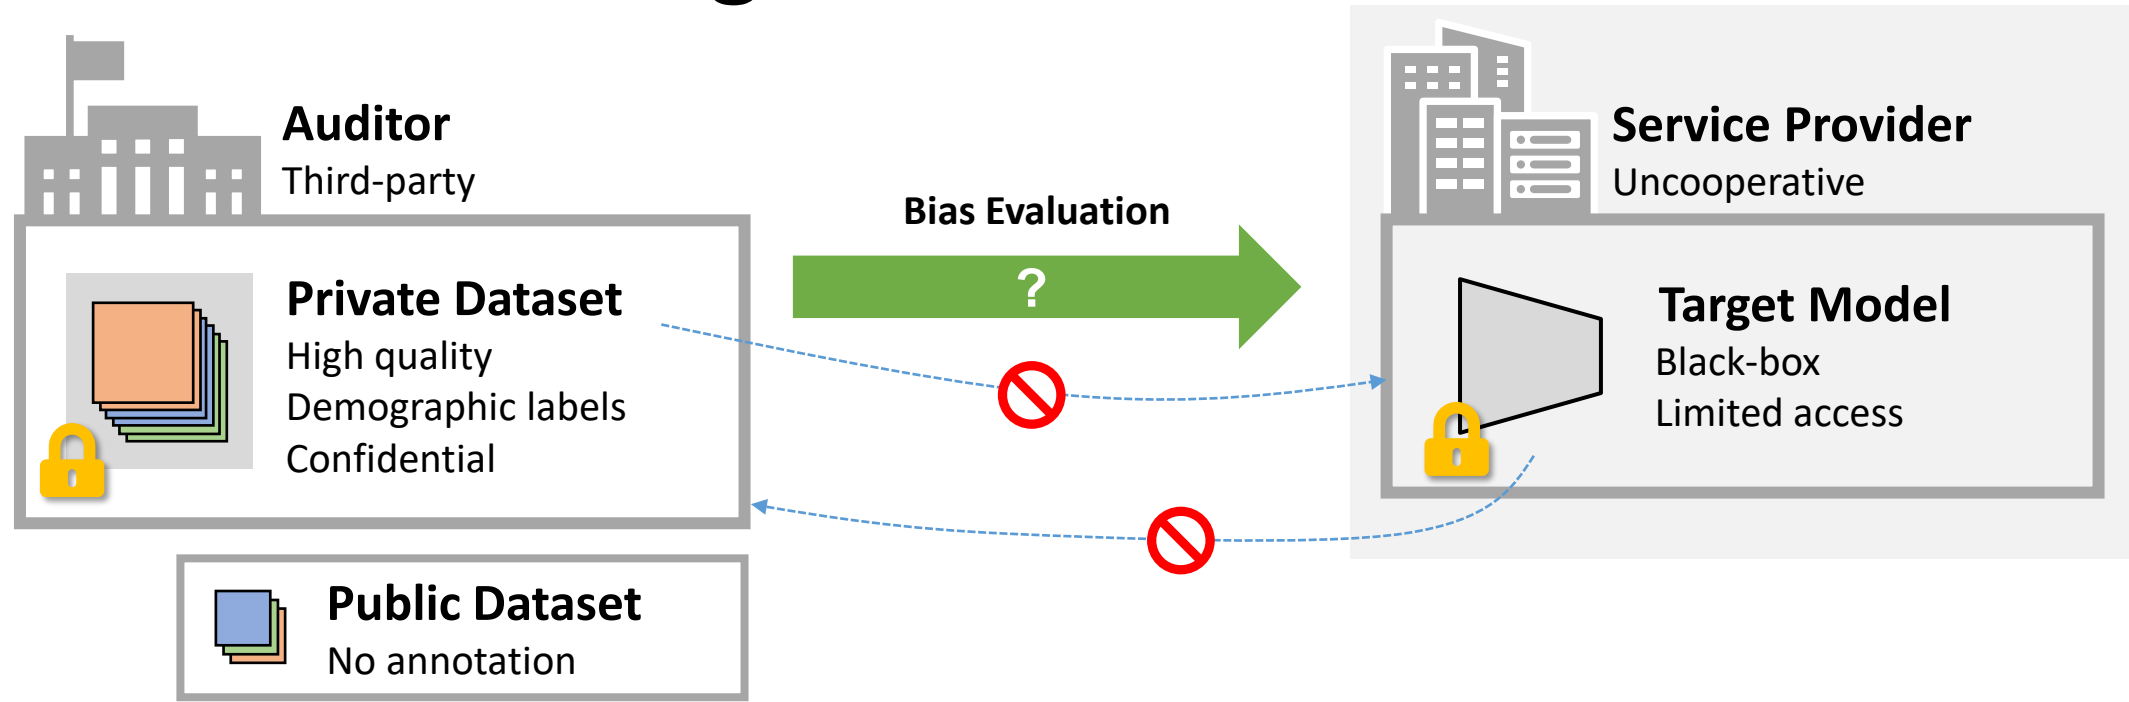 Auditor
Third-party
Private Dataset
High quality
Demographic labels
Confidential
Public Dataset
No annotation
Bias Evaluation
?
Service Provider
Uncooperative
Target Model
Black-box
Limited access